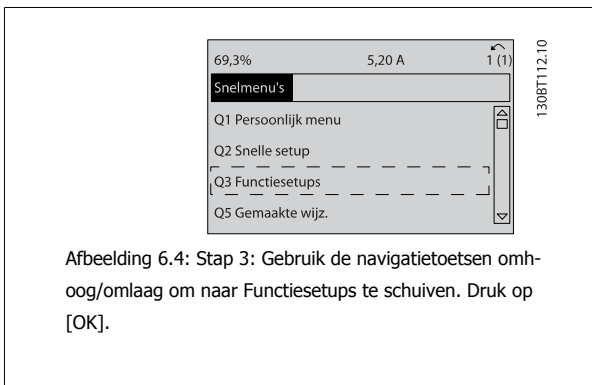 69,3% 5,20 A 1 (1)
Snelmenu's
Q1 Persoonlijk menu
Q2 Snelle setup
Q3 Functiesetups
Q5 Gemaakte wijz.
130BT112.10
Afbeelding 6.4: Stap 3: Gebruik de navigatietoetsen omh-
oog/omlaag om naar Functiesetups te schuiven. Druk op
[OK].